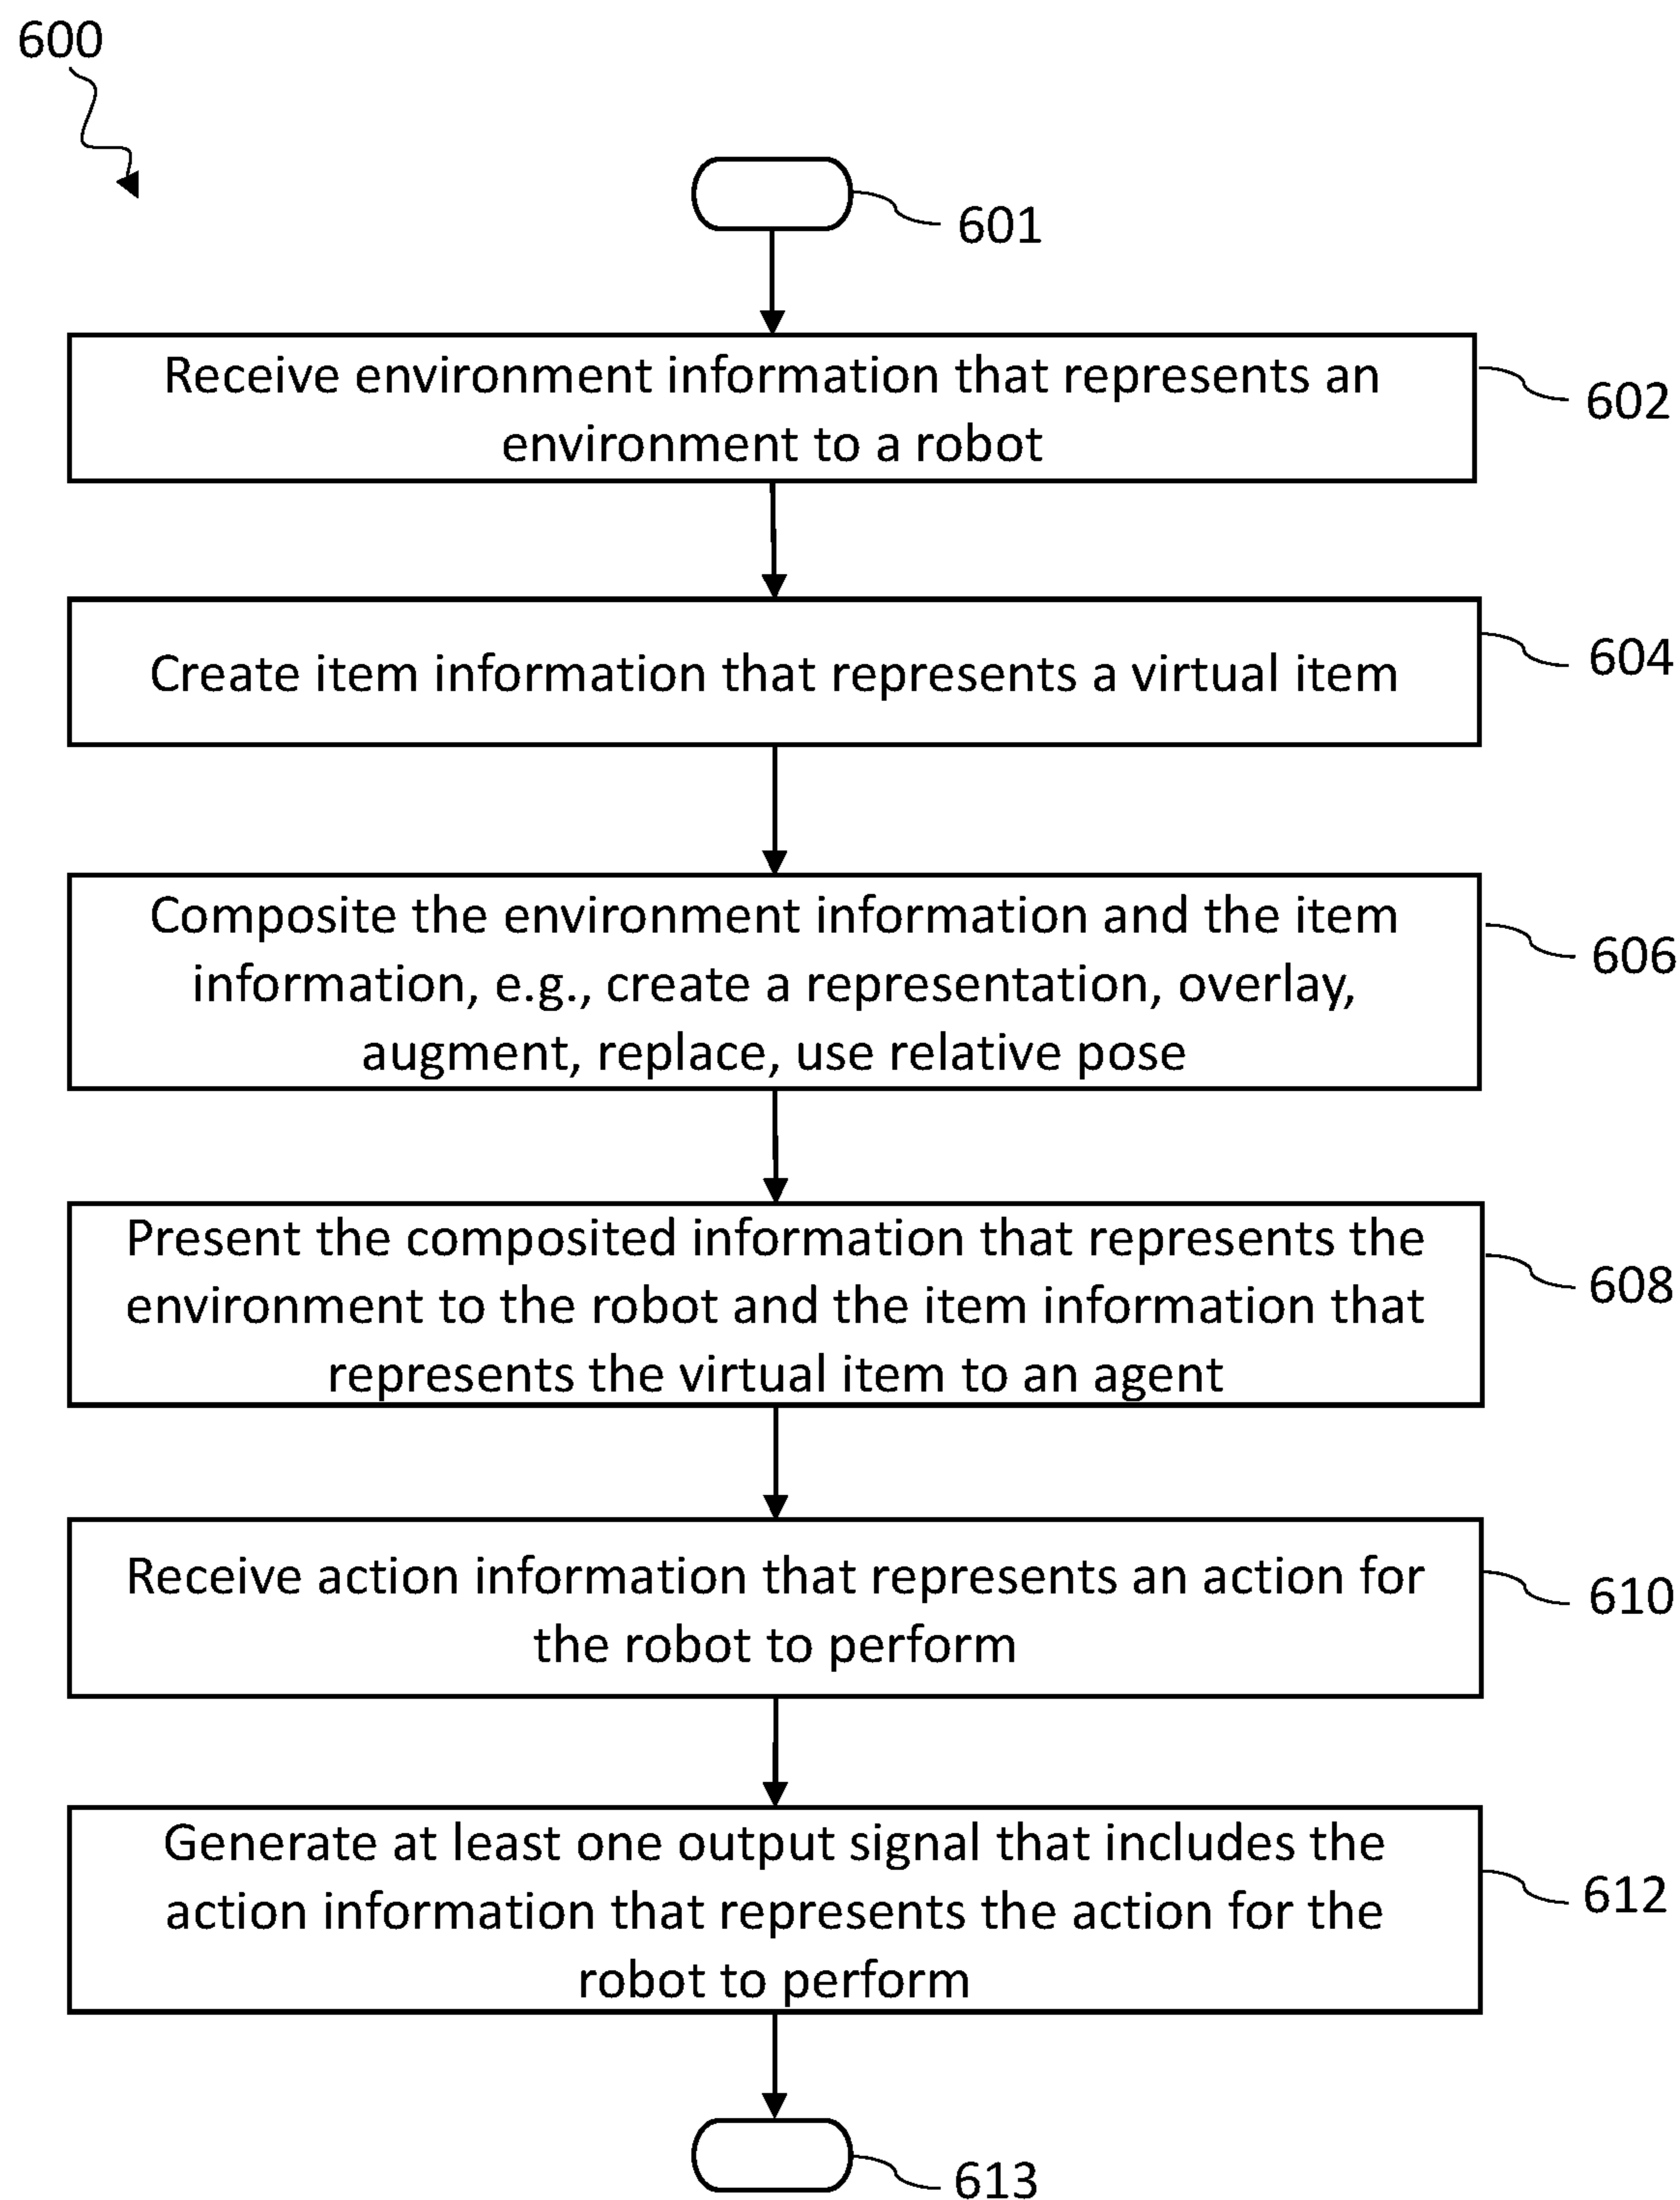 600
601
Receive environment information that represents an
environment to a robot
602
Create item information that represents a virtual item
604
Composite the environment information and the item
information, e.g., create a representation, overlay,
augment, replace, use relative pose
606
Present the composited information that represents the
environment to the robot and the item information that
represents the virtual item to an agent
608
Receive action information that represents an action for
the robot to perform
610
Generate at least one output signal that includes the
action information that represents the action for the
robot to perform
612
613